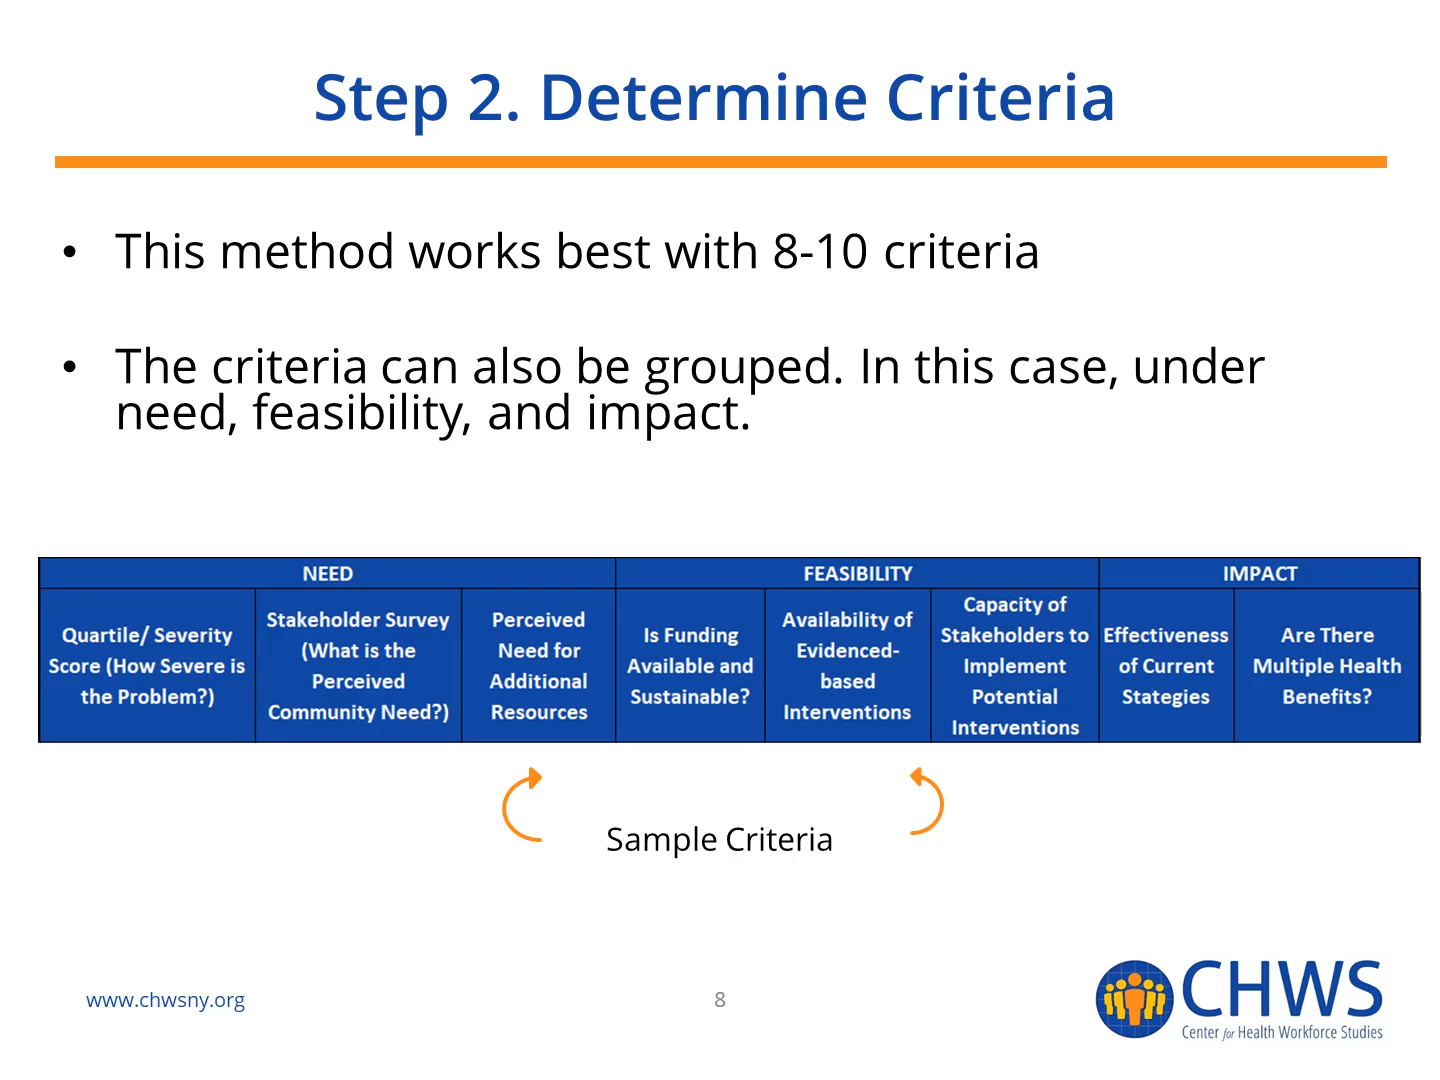 Step 2. Determine Criteria
• This method works best with 8-10 criteria
• The criteria can also be grouped. In this case, under
need, feasibility, and impact.
NEED
FEASIBILITY
IMPACT
Quartile/ Severity
Score (How Severe is
the Problem?)
Stakeholder Survey
(What is the
Perceived
Community Need?)
Perceived
Need for
Additional
Resources
Is Funding
Available and
Sustainable?
Availability of
Evidenced-
based
Interventions
Capacity of
Stakeholders to
Implement
Potential
Interventions
Effectiveness
of Current
Stategies
Are There
Multiple Health
Benefits?
Sample Criteria
www.chwsny.org
8
CHWS
Center for Health Workforce Studies